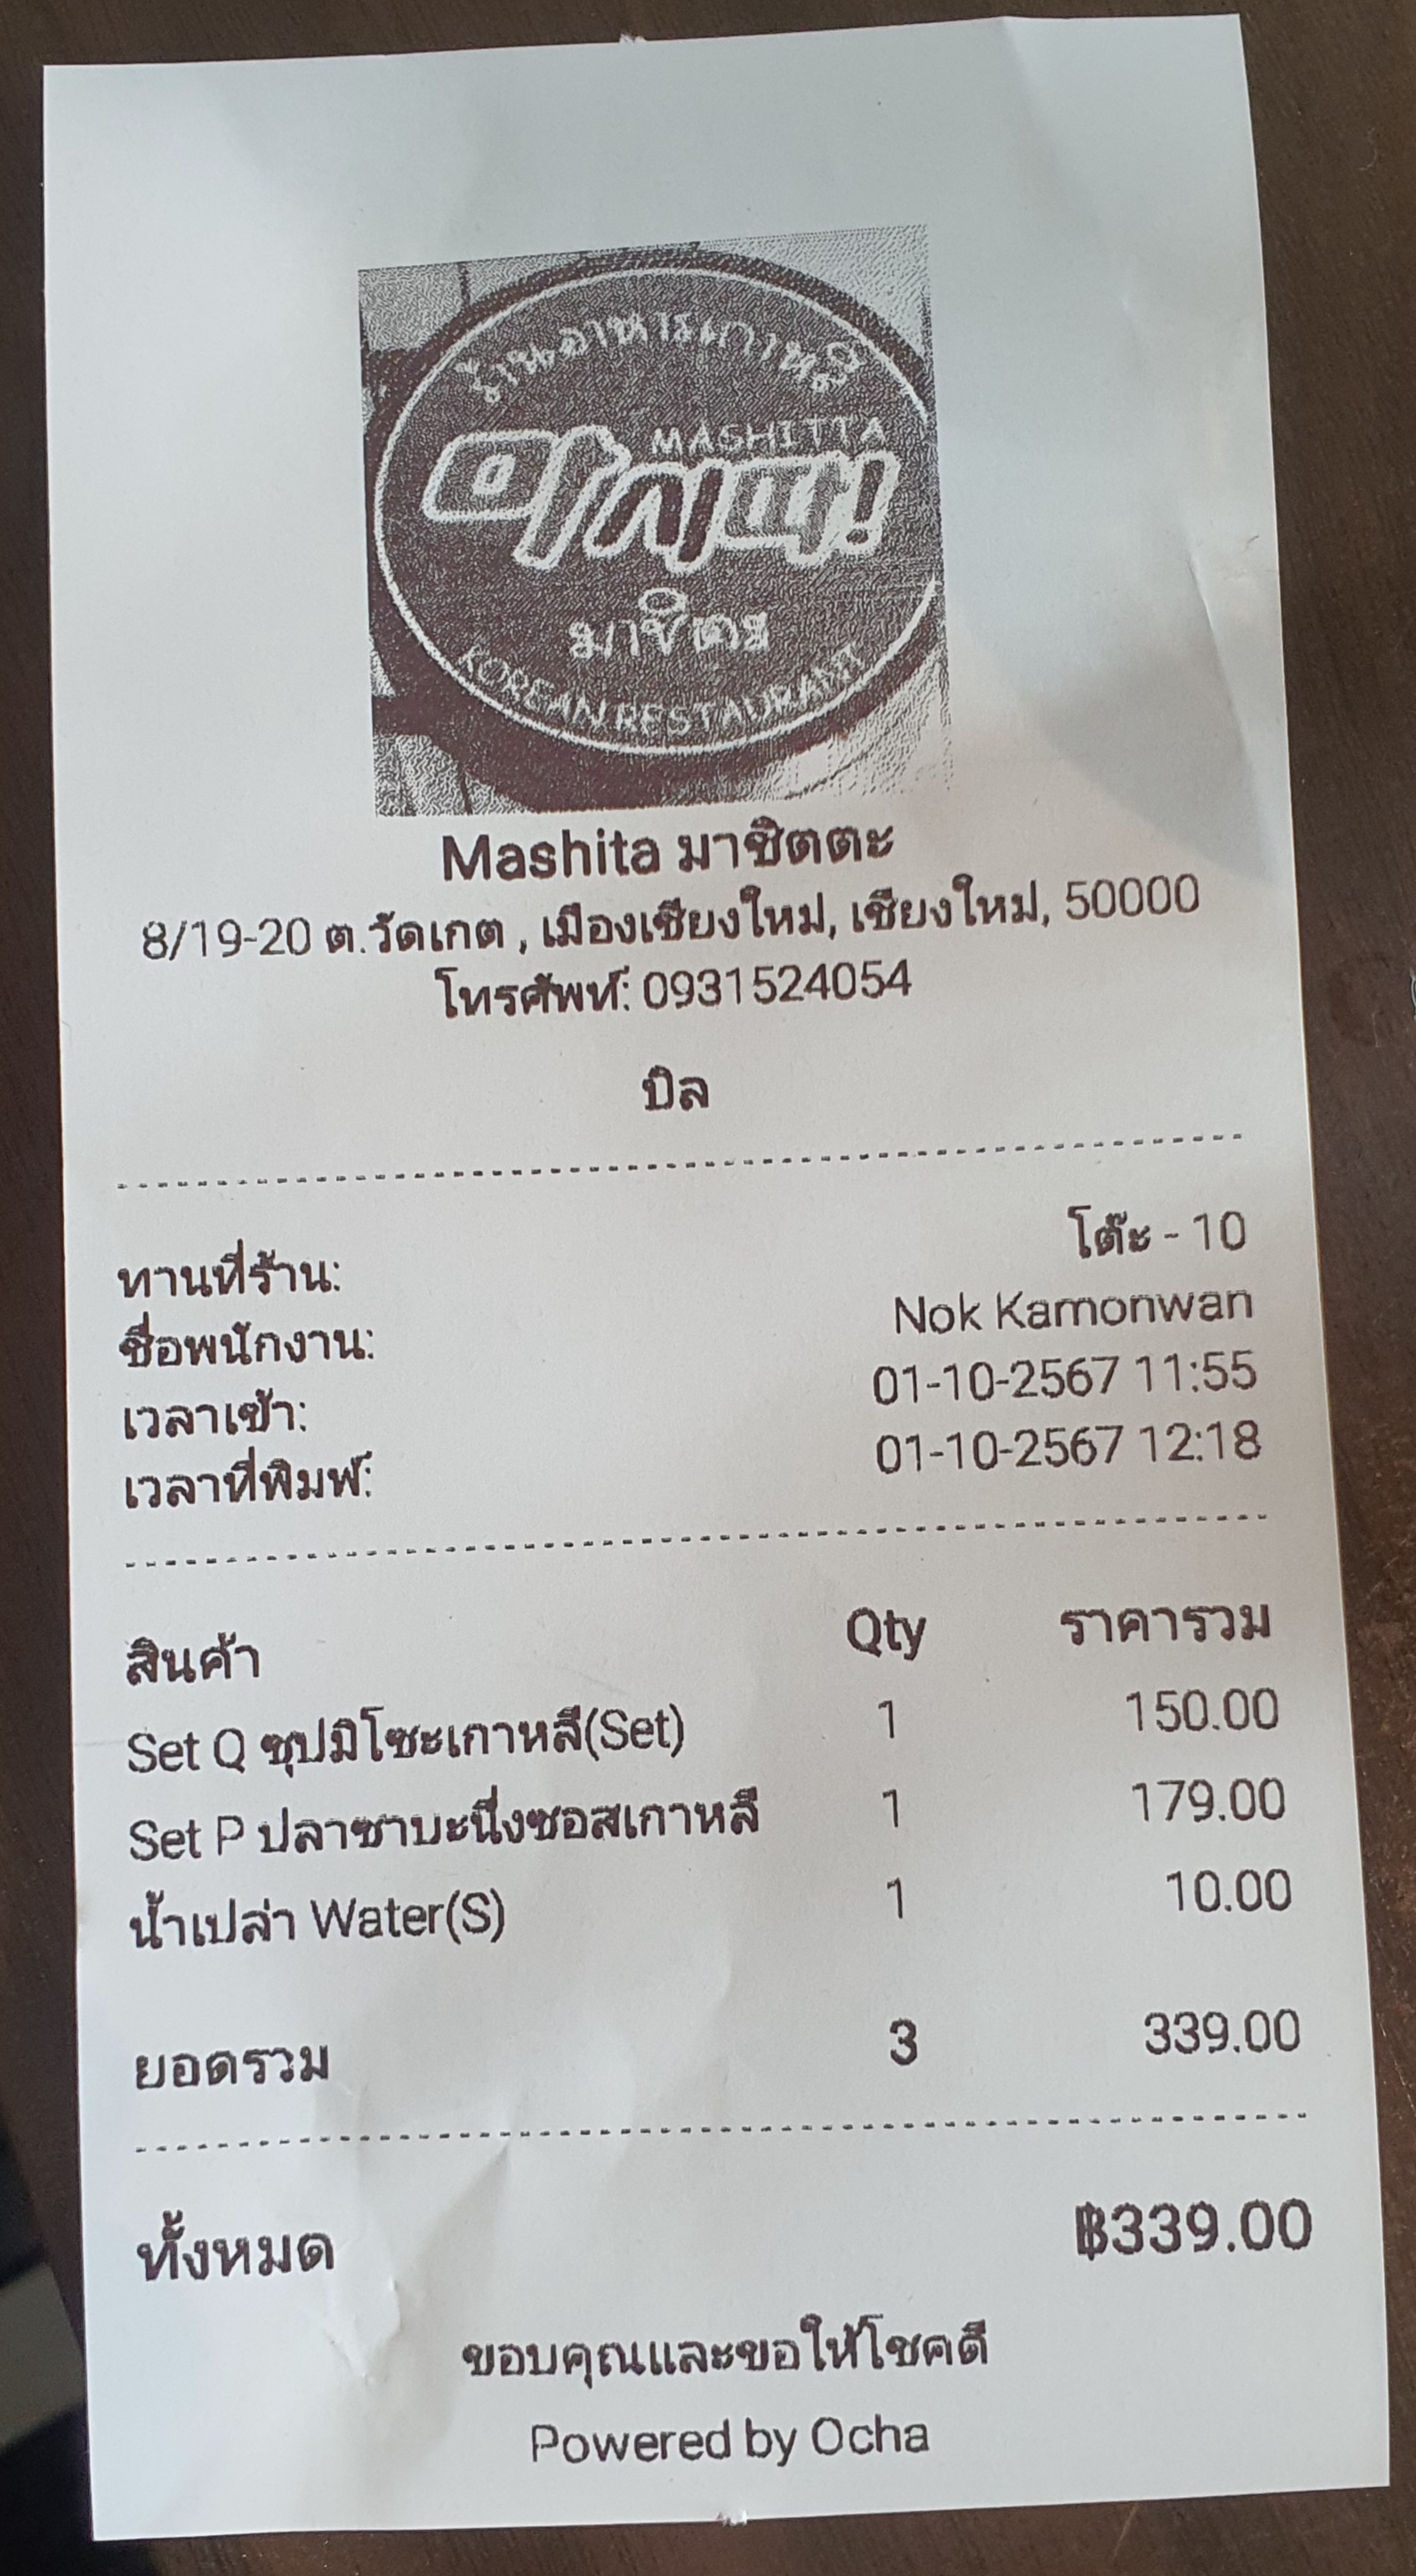 ร้านอาหารเกาหลี
MASHITTA
맛있따!
มาชิตะ
KOREAN RESTAURANT
Mashita มาชิตตะ
8/19-20 ต.วัดเกต , เมืองเชียงใหม่, เชียงใหม่, 50000
โทรศัพท์: 0931524054
บิล
ทานที่ร้าน: โต๊ะ - 10
ชื่อพนักงาน: Nok Kamonwan
เวลาเข้า: 01-10-2567 11:55
เวลาที่พิมพ์: 01-10-2567 12:18
สินค้า Qty ราคารวม
Set Q ซุปมิโซะเกาหลี(Set) 1 150.00
Set P ปลาซาบะนึ่งซอสเกาหลี 1 179.00
น้ำเปล่า Water(S) 1 10.00
ยอดรวม 3 339.00
ทั้งหมด ฿339.00
ขอบคุณและขอให้โชคดี
Powered by Ocha